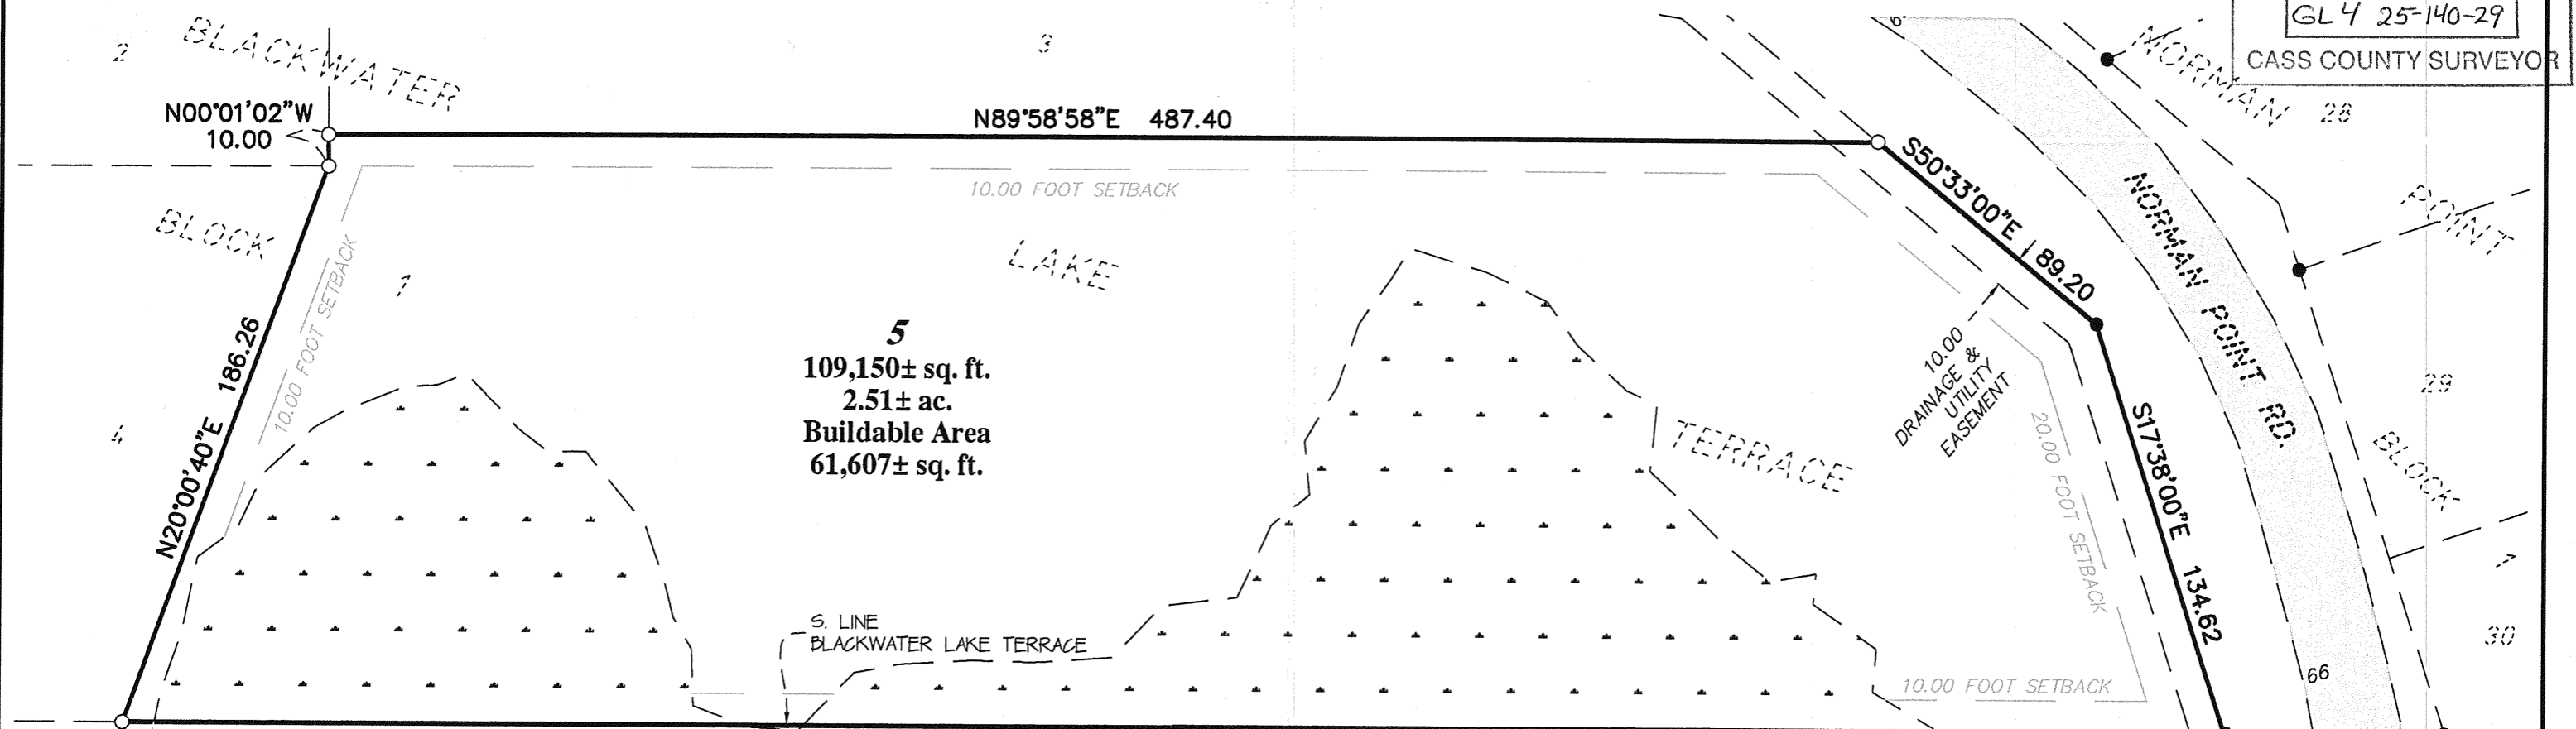 GL 4 25-140-29
CASS COUNTY SURVEYOR
2
BLACKWATER
3
NORMAN
28
N00°01'02"W
10.00
N89°58'58"E 487.40
10.00 FOOT SETBACK
S50°33'00"E 89.20
NORMAN POINT RD.
POINT
BLOCK
1
LAKE
10.00 FOOT SETBACK
N20°00'40"E 186.26
4
5
109,150± sq. ft.
2.51± ac.
Buildable Area
61,607± sq. ft.
TERRACE
10.00
DRAINAGE &
UTILITY
EASEMENT
20.00 FOOT SETBACK
S17°38'00"E 134.62
29
BLOCK
1
30
S. LINE
BLACKWATER LAKE TERRACE
10.00 FOOT SETBACK
66